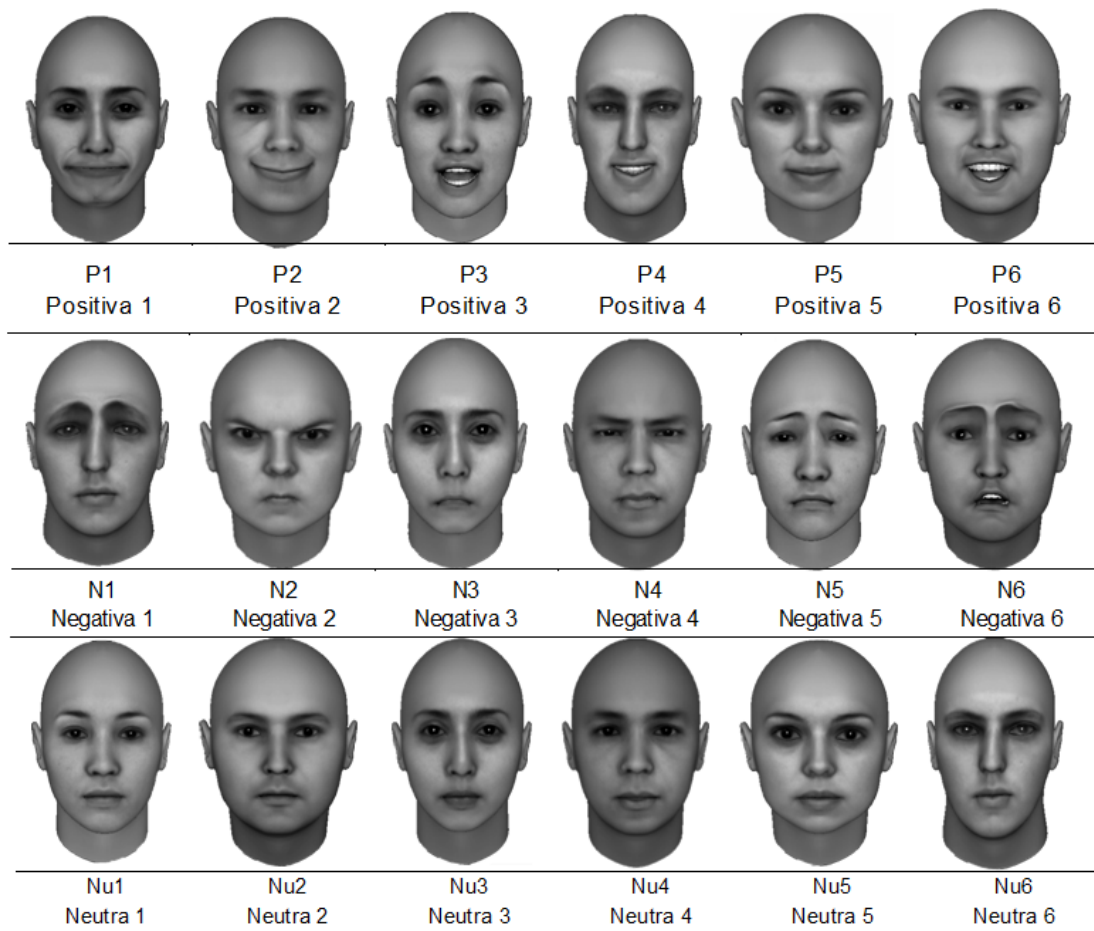 P1 P2 P3 P4 P5 P6
Positiva 1 Positiva 2 Positiva 3 Positiva 4 Positiva 5 Positiva 6
N1 N2 N3 N4 N5 N6
Negativa 1 Negativa 2 Negativa 3 Negativa 4 Negativa 5 Negativa 6
Nu1 Nu2 Nu3 Nu4 Nu5 Nu6
Neutra 1 Neutra 2 Neutra 3 Neutra 4 Neutra 5 Neutra 6